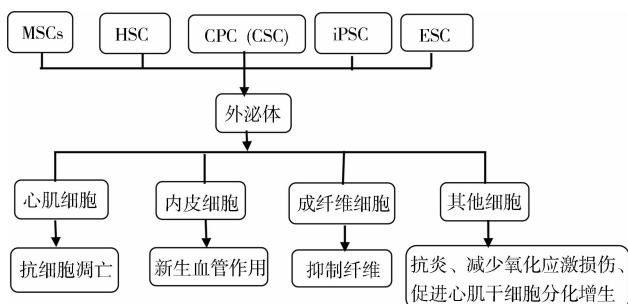 MSCs
HSC
CPC (CSC)
iPSC
ESC
外泌体
心肌细胞
内皮细胞
成纤维细胞
其他细胞
抗细胞凋亡
新生血管作用
抑制纤维
抗炎、减少氧化应激损伤、
促进心肌干细胞分化增生